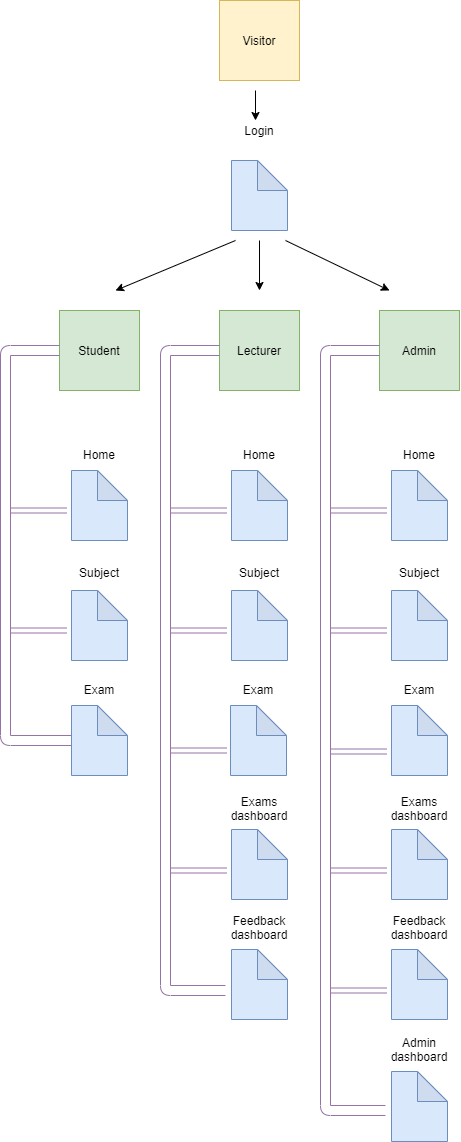 Visitor
Login
Student
Lecturer
Admin
Home
Home
Home
Subject
Subject
Subject
Exam
Exam
Exam
Exams
dashboard
Exams
dashboard
Feedback
dashboard
Feedback
dashboard
Admin
dashboard